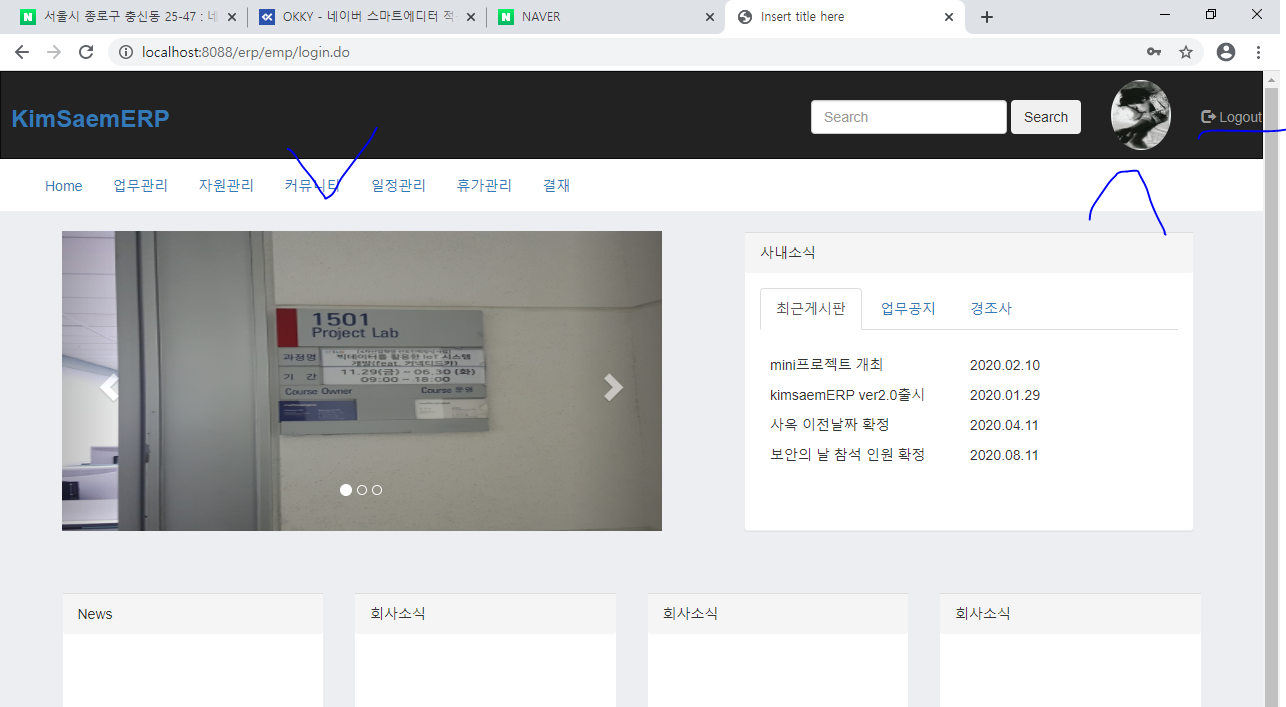 서울시 종로구 충신동 25-47 : 네
OKKY - 네이버 스마트에디터 적
NAVER
Insert title here
localhost:8088/erp/emp/login.do
KimSaemERP
Search
Search
Logout
Home
업무관리
자원관리
커뮤니티
일정관리
휴가관리
결재
1501
Project Lab
과정명
빅데이터를 활용한 IoT 시스템
개발(feat. 커넥티드카)
기 간
11.29(금) ~ 06.30 (화)
09:00 ~ 18:00
Course Owner
Course 운영
사내소식
최근게시판
업무공지
경조사
mini프로젝트 개최 2020.02.10
kimsaemERP ver2.0출시 2020.01.29
사옥 이전날짜 확정 2020.04.11
보안의 날 참석 인원 확정 2020.08.11
News
회사소식
회사소식
회사소식